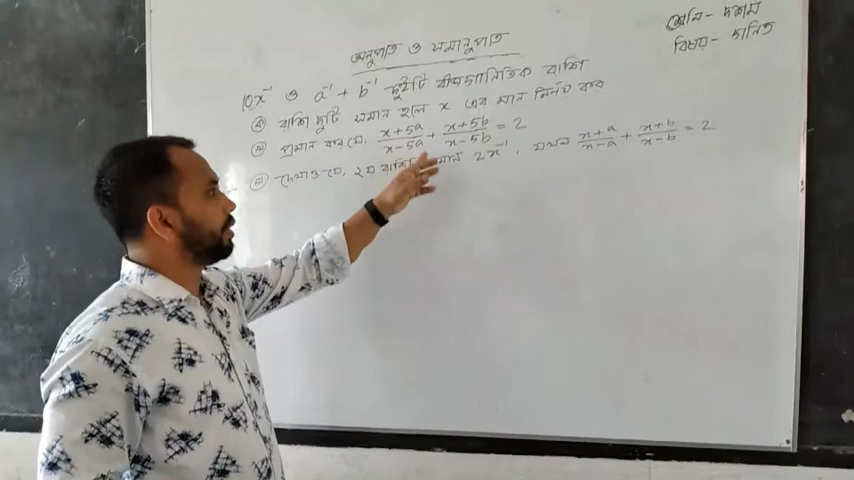 শ্রেণি - দশম
বিষয় - গনিত
অনুপাত ও সমানুপাত
10x⁻¹ ও a⁻¹ + b⁻¹ দুইটি বীজগাণিতিক রাশি
ক) রাশি দুটি সমান হলে x এর মান নির্ণয় কর
খ) প্রমান কর যে, (x+5a)/(x-5a) + (x+5b)/(x-5b) = 2
গ) দেখাও যে, ২য় রাশি মান 2x⁻¹, যখন (x+a)/(x-a) + (x+b)/(x-b) = 2